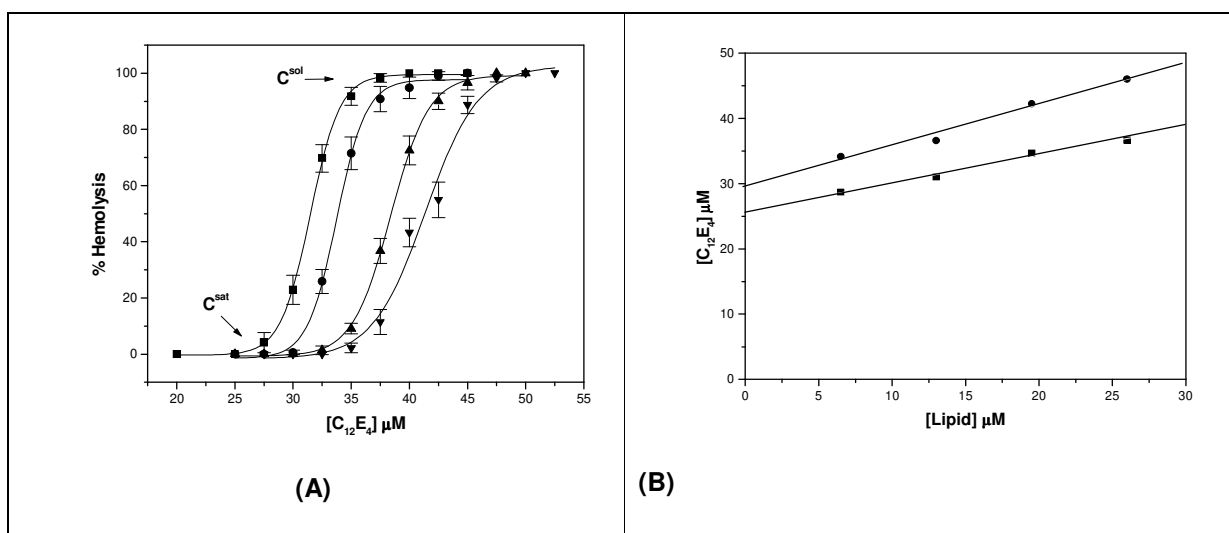 100
80
60
40
20
0
% Hemolysis
C^sol
C^sat
20 25 30 35 40 45 50 55
[C₁₂E₄] μM
(A)
50
40
30
20
10
0
[C₁₂E₄] μM
0 5 10 15 20 25 30
[Lipid] μM
(B)